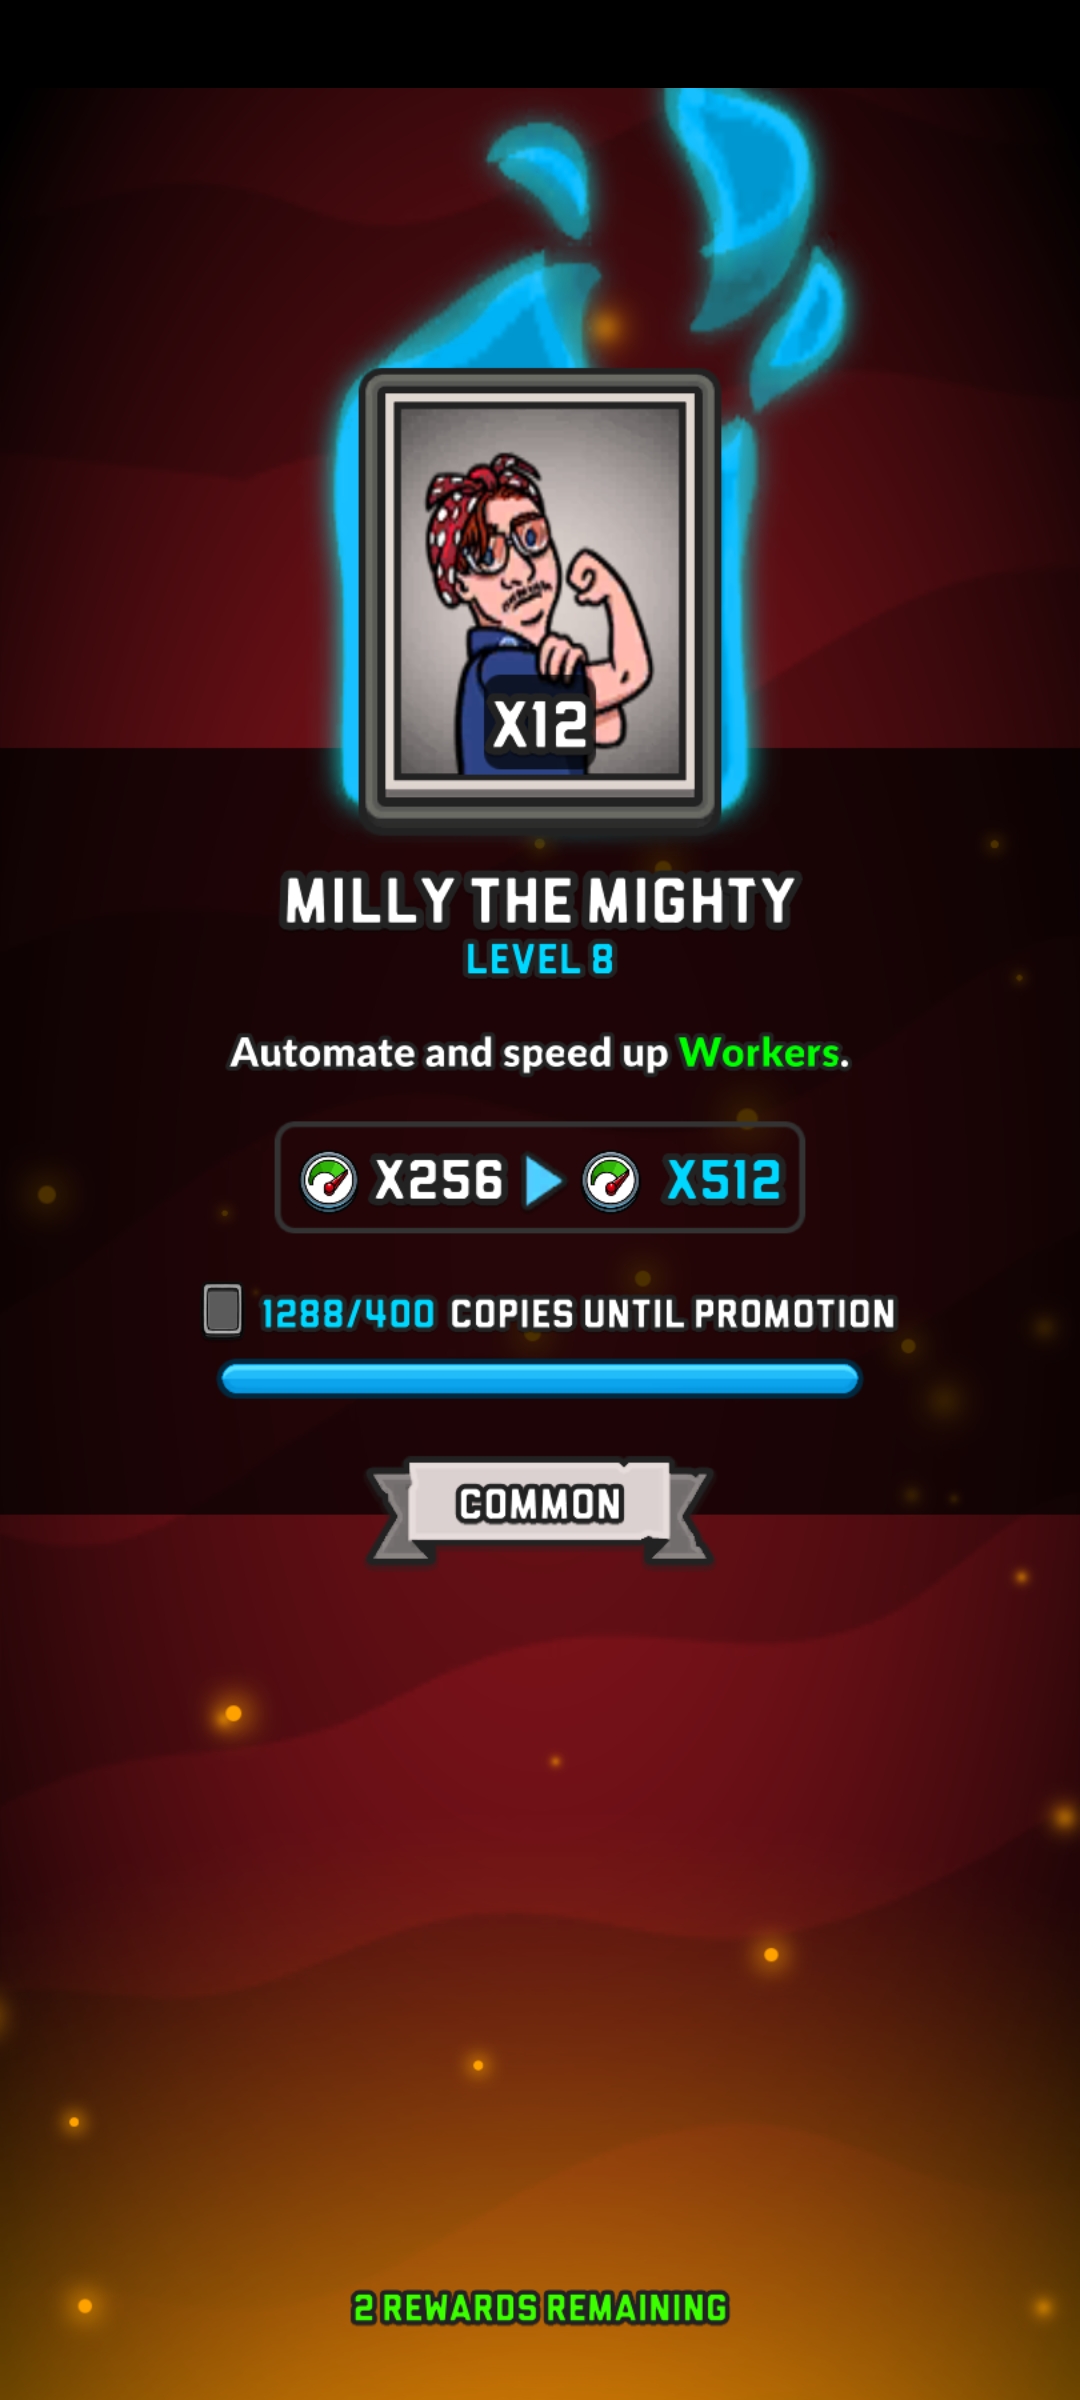 X12
MILLY THE MIGHTY
LEVEL 8
Automate and speed up Workers.
X256 X512
1288/400 COPIES UNTIL PROMOTION
COMMON
2 REWARDS REMAINING